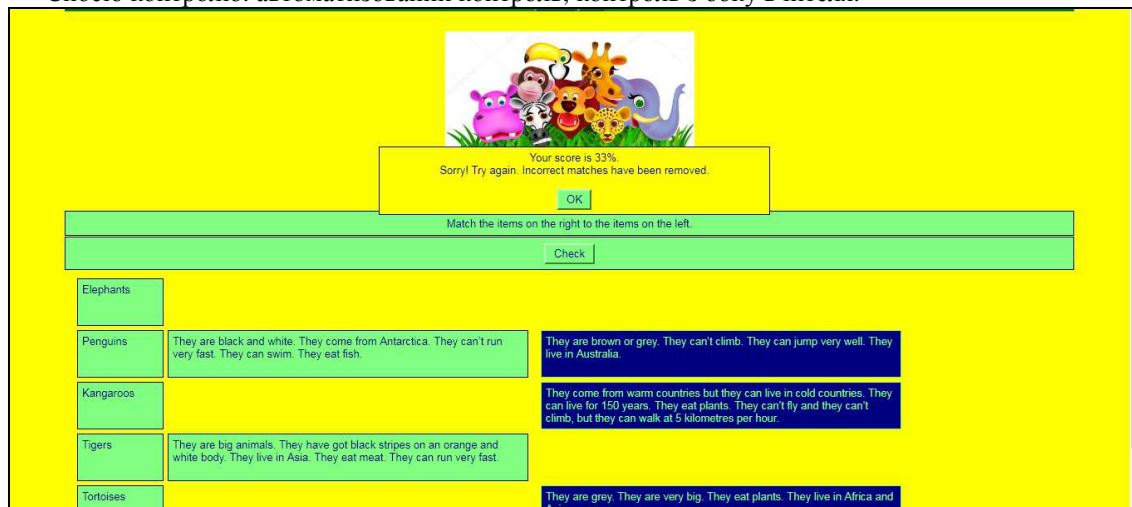 Your score is 33%.
Sorry! Try again. Incorrect matches have been removed.
OK
Match the items on the right to the items on the left.
Check
Elephants
Penguins
They are black and white. They come from Antarctica. They can't run
very fast. They can swim. They eat fish.
They are brown or grey. They can't climb. They can jump very well. They
live in Australia.
Kangaroos
They come from warm countries but they can live in cold countries. They
can live for 150 years. They eat plants. They can't fly and they can't
climb, but they can walk at 5 kilometres per hour.
Tigers
They are big animals. They have got black stripes on an orange and
white body. They live in Asia. They eat meat. They can run very fast.
Tortoises
They are grey. They are very big. They eat plants. They live in Africa and